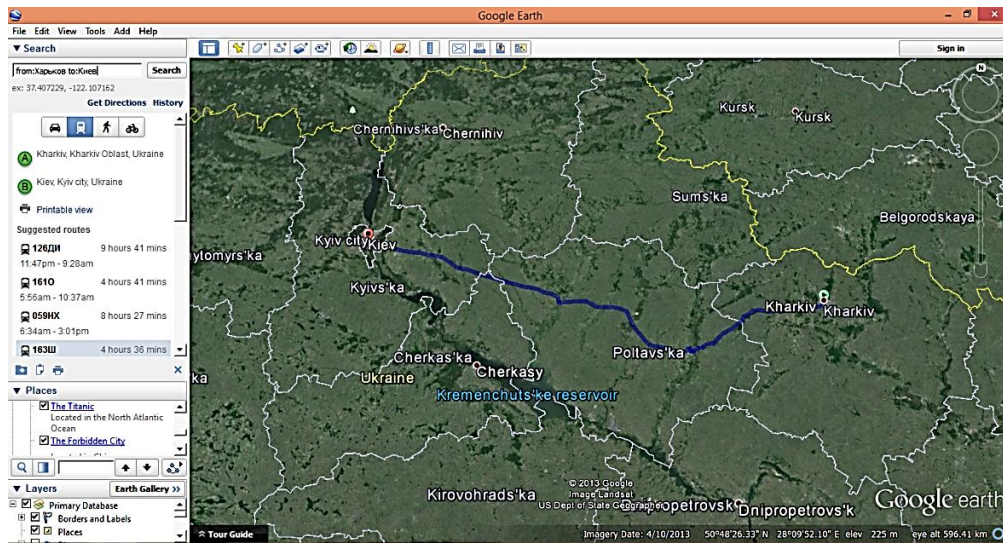 Google Earth
File Edit View Tools Add Help
▼ Search
Sign in
from:Харьков to:Киев
Search
ex: 37.407229, -122.107162
Get Directions History
A Kharkiv, Kharkiv Oblast, Ukraine
B Kiev, Kyiv city, Ukraine
Printable view
Suggested routes
126ДИ 9 hours 41 mins
11:47pm - 9:28am
161О 4 hours 41 mins
5:56am - 10:37am
059НХ 8 hours 27 mins
6:34am - 3:01pm
163Ш 4 hours 36 mins
▼ Places
The Titanic
Located in the North Atlantic
Ocean
The Forbidden City
▼ Layers
Earth Gallery >>
Primary Database
Borders and Labels
Places
N
Kursk
Kursk
Chernihivs'ka
Chernihiv
Sums'ka
Belgorodskaya
Kyiv city
Kiev
ytomyrs'ka
Kyivs'ka
Kharkiv
Kharkiv
Poltavs'ka
Cherkas'ka
Cherkasy
ka
Ukraine
Kremenchuts'ke reservoir
Kirovohrads'ka
© 2013 Google
Image Landsat
US Dept of State Geographer
opetrovs'k
Dnipropetrovs'k
Google earth
Tour Guide
Imagery Date: 4/10/2013 50°48'26.33" N 28°09'52.10" E elev 225 m eye alt 596.41 km